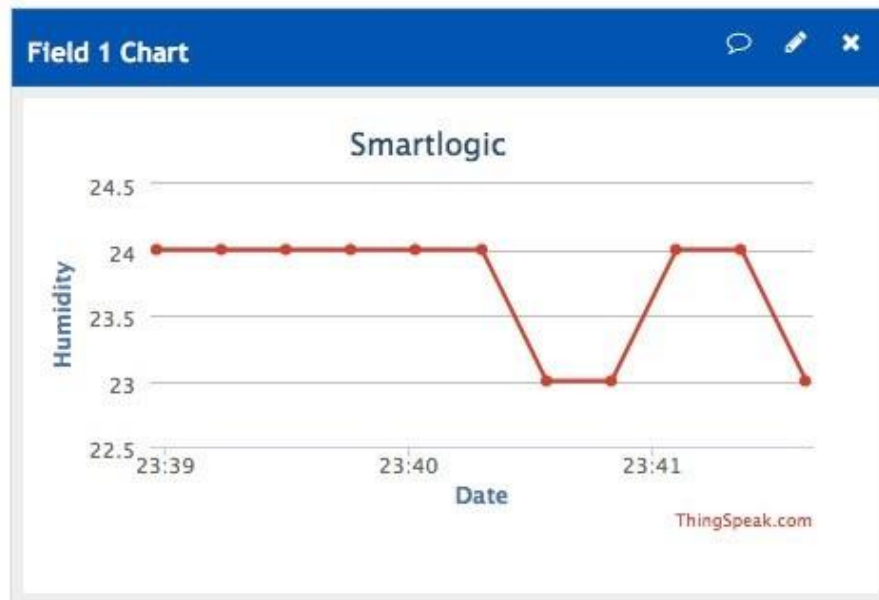 Field 1 Chart
Smartlogic
24.5
24
23.5
23
22.5
Humidity
23:39 23:40 23:41
Date
ThingSpeak.com